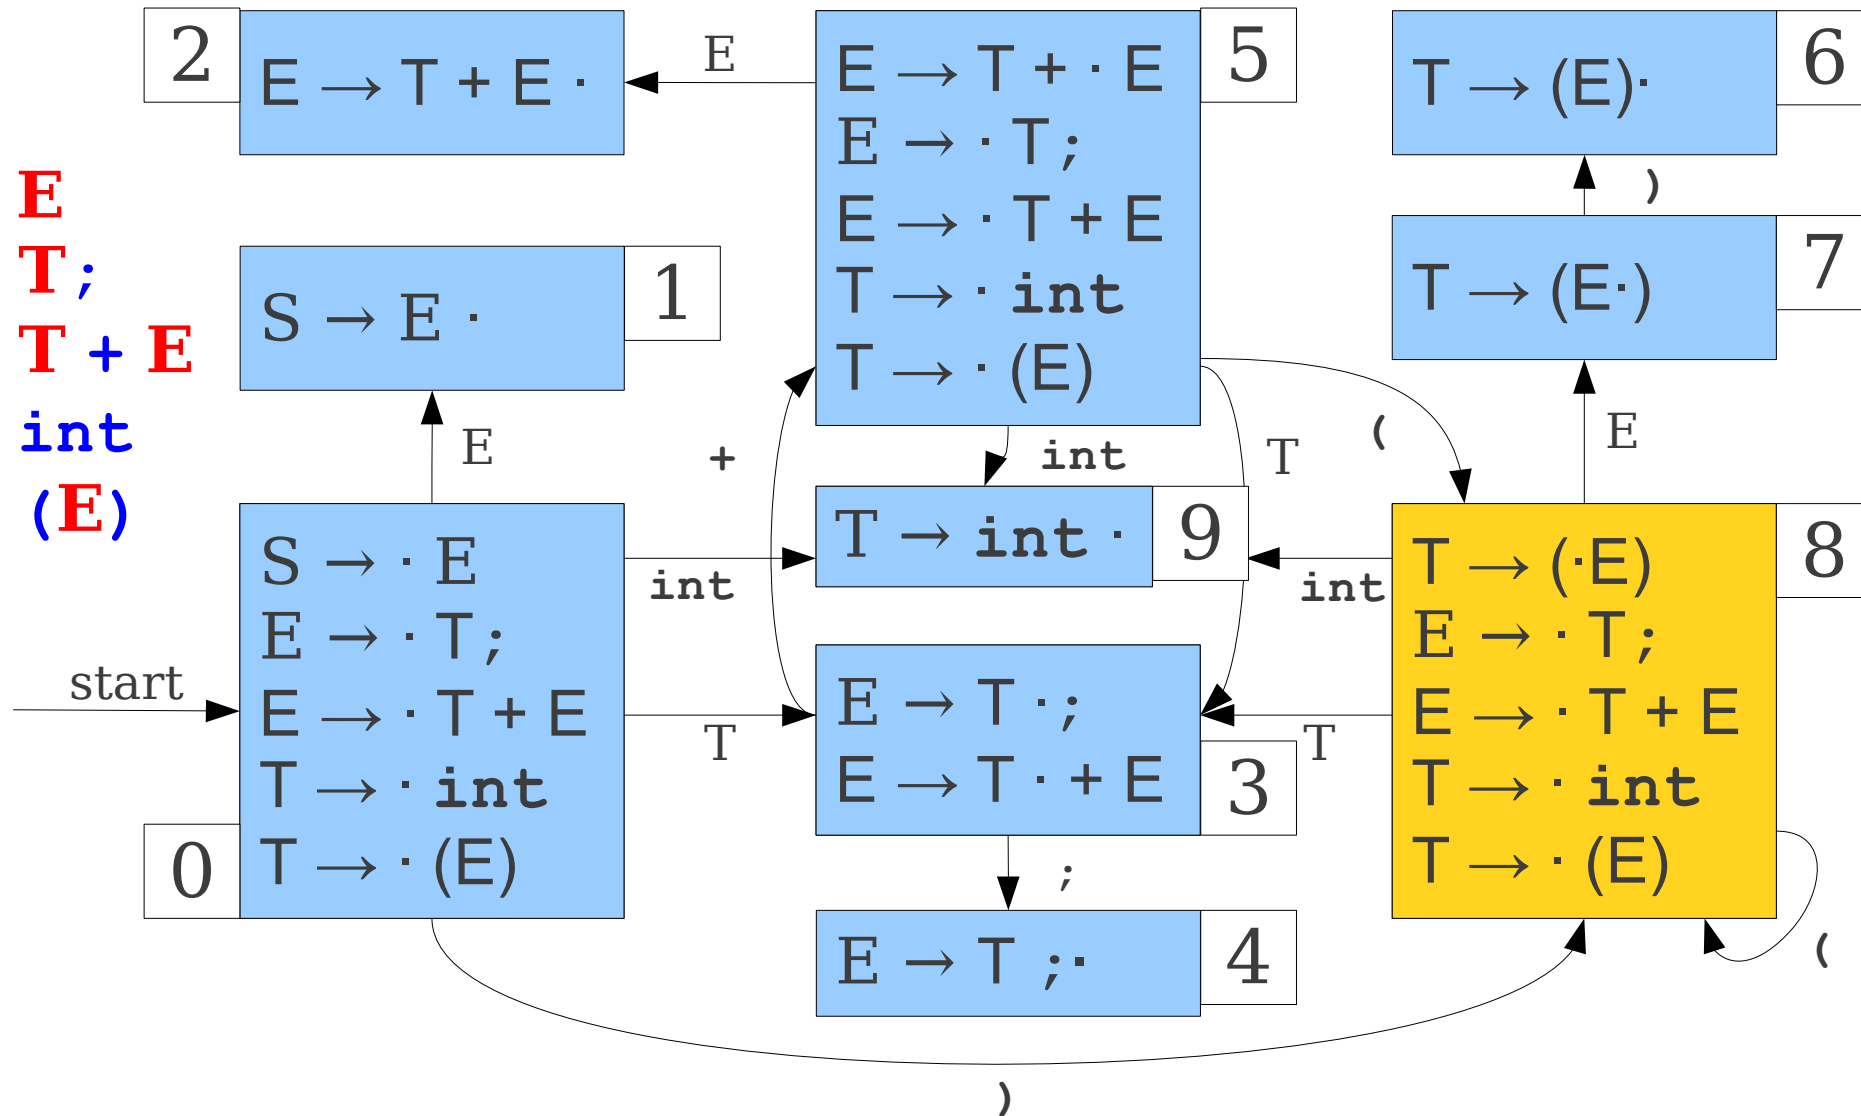 E
T ;
T + E
int
(E)
2
E → T + E ·
E
5
E → T + · E
E → · T ;
E → · T + E
T → · int
T → · (E)
6
T → (E)·
)
7
T → (E·)
E
1
S → E ·
E
+
int
T
(
start
0
S → · E
E → · T ;
E → · T + E
T → · int
T → · (E)
int
T
9
T → int ·
3
E → T · ;
E → T · + E
;
4
E → T ; ·
int
T
8
T → (·E)
E → · T ;
E → · T + E
T → · int
T → · (E)
(
)